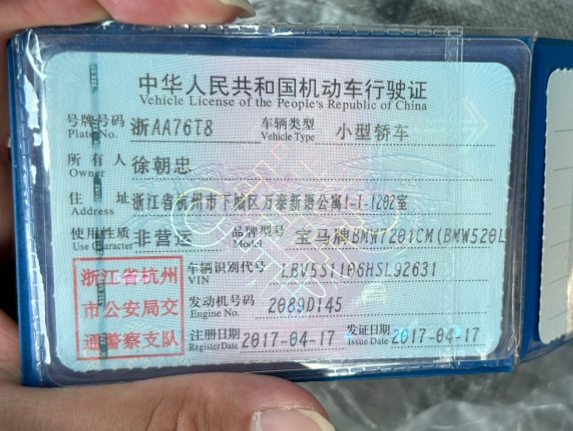 中华人民共和国机动车行驶证
Vehicle License of the People's Republic of China
号牌号码 浙AA76T8 车辆类型 小型轿车
Plate No. Vehicle Type
所有人 徐朝忠
Owner
住址 浙江省杭州市下城区万泰新语公寓1-1-1202室
Address
使用性质 非营运 品牌型号 宝马牌BMW7201CM(BMW520L
Use Character Model
浙江省杭州
市公安局交
通警察支队
车辆识别代号 LBV5S1106HSL92631
VIN
发动机号码 2089D145
Engine No.
注册日期 2017-04-17 发证日期 2017-04-17
Register Date Issue Date